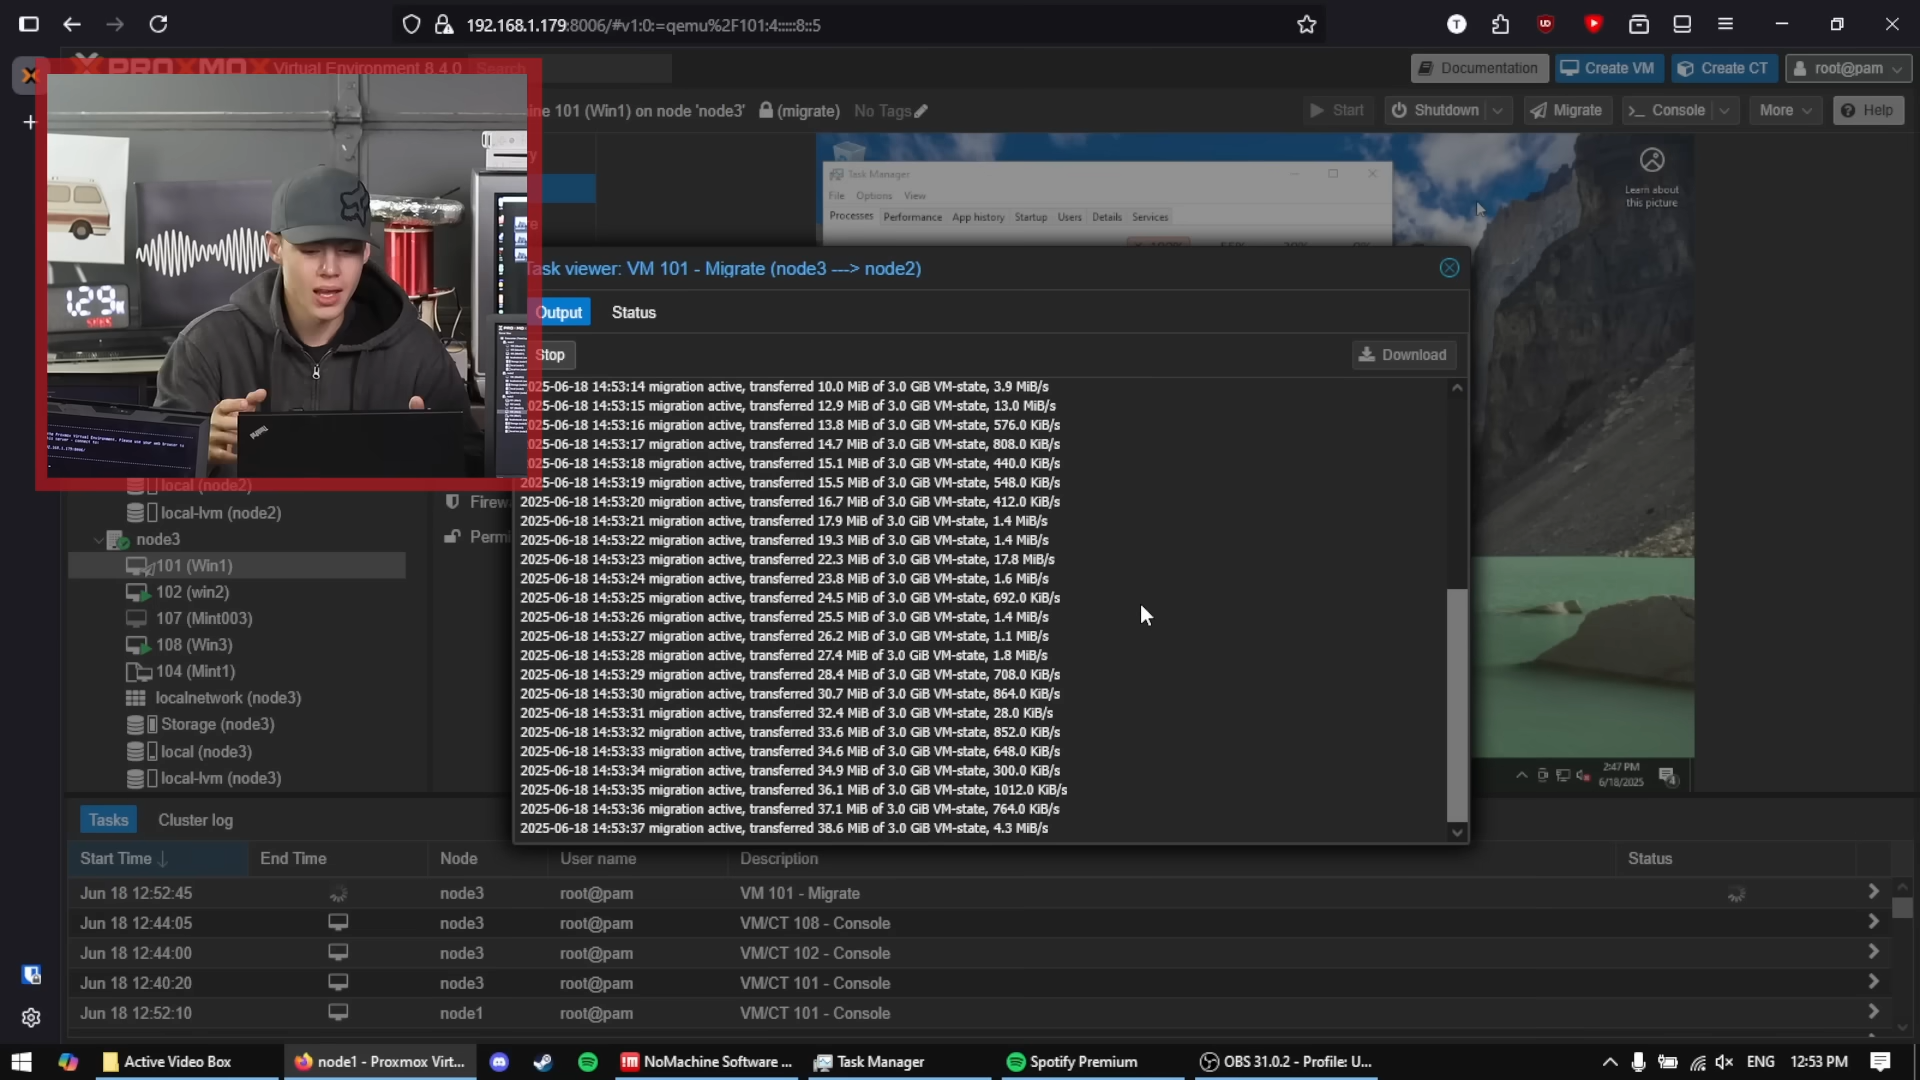 192.168.1.179:8006/#v1:0:=qemu%2F101:4:::::8::5
PROXMOX Virtual Environment 8.4.0 Search
Documentation
Create VM
Create CT
root@pam
ine 101 (Win1) on node 'node3' (migrate) No Tags
Start
Shutdown
Migrate
Console
More
Help
Task Manager
File Options View
Processes Performance App history Startup Users Details Services
Learn about
this picture
Task viewer: VM 101 - Migrate (node3 ---> node2)
Output Status
Stop
Download
025-06-18 14:53:14 migration active, transferred 10.0 MiB of 3.0 GiB VM-state, 3.9 MiB/s
025-06-18 14:53:15 migration active, transferred 12.9 MiB of 3.0 GiB VM-state, 13.0 MiB/s
025-06-18 14:53:16 migration active, transferred 13.8 MiB of 3.0 GiB VM-state, 576.0 KiB/s
025-06-18 14:53:17 migration active, transferred 14.7 MiB of 3.0 GiB VM-state, 808.0 KiB/s
025-06-18 14:53:18 migration active, transferred 15.1 MiB of 3.0 GiB VM-state, 440.0 KiB/s
025-06-18 14:53:19 migration active, transferred 15.5 MiB of 3.0 GiB VM-state, 548.0 KiB/s
2025-06-18 14:53:20 migration active, transferred 16.7 MiB of 3.0 GiB VM-state, 412.0 KiB/s
2025-06-18 14:53:21 migration active, transferred 17.9 MiB of 3.0 GiB VM-state, 1.4 MiB/s
2025-06-18 14:53:22 migration active, transferred 19.3 MiB of 3.0 GiB VM-state, 1.4 MiB/s
2025-06-18 14:53:23 migration active, transferred 22.3 MiB of 3.0 GiB VM-state, 17.8 MiB/s
2025-06-18 14:53:24 migration active, transferred 23.8 MiB of 3.0 GiB VM-state, 1.6 MiB/s
2025-06-18 14:53:25 migration active, transferred 24.5 MiB of 3.0 GiB VM-state, 692.0 KiB/s
2025-06-18 14:53:26 migration active, transferred 25.5 MiB of 3.0 GiB VM-state, 1.4 MiB/s
2025-06-18 14:53:27 migration active, transferred 26.2 MiB of 3.0 GiB VM-state, 1.1 MiB/s
2025-06-18 14:53:28 migration active, transferred 27.4 MiB of 3.0 GiB VM-state, 1.8 MiB/s
2025-06-18 14:53:29 migration active, transferred 28.4 MiB of 3.0 GiB VM-state, 708.0 KiB/s
2025-06-18 14:53:30 migration active, transferred 30.7 MiB of 3.0 GiB VM-state, 864.0 KiB/s
2025-06-18 14:53:31 migration active, transferred 32.4 MiB of 3.0 GiB VM-state, 28.0 KiB/s
2025-06-18 14:53:32 migration active, transferred 33.6 MiB of 3.0 GiB VM-state, 852.0 KiB/s
2025-06-18 14:53:33 migration active, transferred 34.6 MiB of 3.0 GiB VM-state, 648.0 KiB/s
2025-06-18 14:53:34 migration active, transferred 34.9 MiB of 3.0 GiB VM-state, 300.0 KiB/s
2025-06-18 14:53:35 migration active, transferred 36.1 MiB of 3.0 GiB VM-state, 1012.0 KiB/s
2025-06-18 14:53:36 migration active, transferred 37.1 MiB of 3.0 GiB VM-state, 764.0 KiB/s
2025-06-18 14:53:37 migration active, transferred 38.6 MiB of 3.0 GiB VM-state, 4.3 MiB/s
local (node2)
local-lvm (node2)
node3
101 (Win1)
102 (win2)
107 (Mint003)
108 (Win3)
104 (Mint1)
localnetwork (node3)
Storage (node3)
local (node3)
local-lvm (node3)
Firew
Permi
1.29
2:47 PM
6/18/2025
Tasks Cluster log
Start Time End Time Node User name Description Status
Jun 18 12:52:45 node3 root@pam VM 101 - Migrate
Jun 18 12:44:05 node3 root@pam VM/CT 108 - Console
Jun 18 12:44:00 node3 root@pam VM/CT 102 - Console
Jun 18 12:40:20 node3 root@pam VM/CT 101 - Console
Jun 18 12:52:10 node1 root@pam VM/CT 101 - Console
Active Video Box
node1 - Proxmox Virt...
NoMachine Software ...
Task Manager
Spotify Premium
OBS 31.0.2 - Profile: U...
ENG 12:53 PM